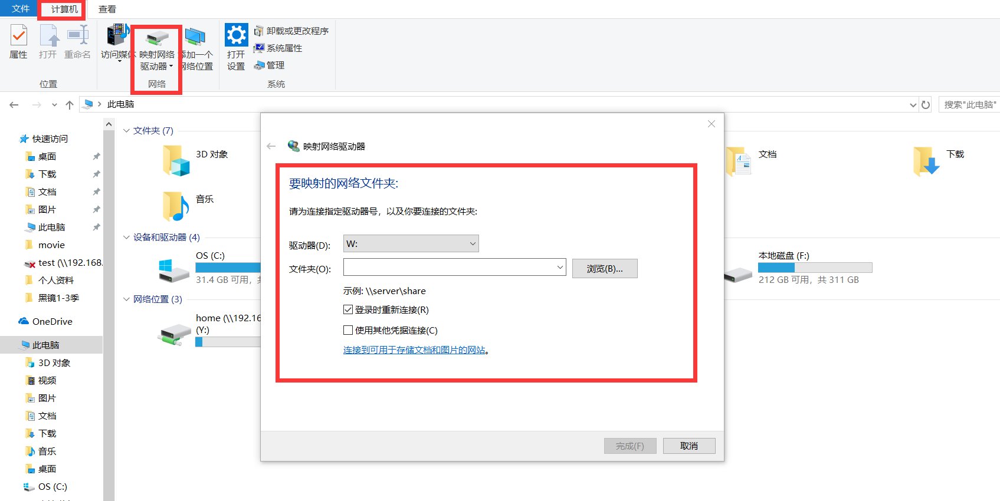 文件
计算机
查看
属性
打开
重命名
访问媒体
映射网络
驱动器
添加一个
网络位置
打开
设置
卸载或更改程序
系统属性
管理
位置
网络
系统
此电脑
搜索"此电脑"
快速访问
桌面
下载
文档
图片
此电脑
movie
test (\\192.168.
个人资料
黑镜1-3季
OneDrive
此电脑
3D 对象
视频
图片
文档
下载
音乐
桌面
OS (C:)
文件夹 (7)
3D 对象
音乐
文档
下载
设备和驱动器 (4)
OS (C:)
31.4 GB 可用，
本地磁盘 (F:)
212 GB 可用，共 311 GB
网络位置 (3)
home (\\192.16
(Y:)
映射网络驱动器
要映射的网络文件夹:
请为连接指定驱动器号，以及你要连接的文件夹:
驱动器(D):
W:
文件夹(O):
浏览(B)...
示例: \\server\share
登录时重新连接(R)
使用其他凭据连接(C)
连接到可用于存储文档和图片的网站。
完成(F)
取消